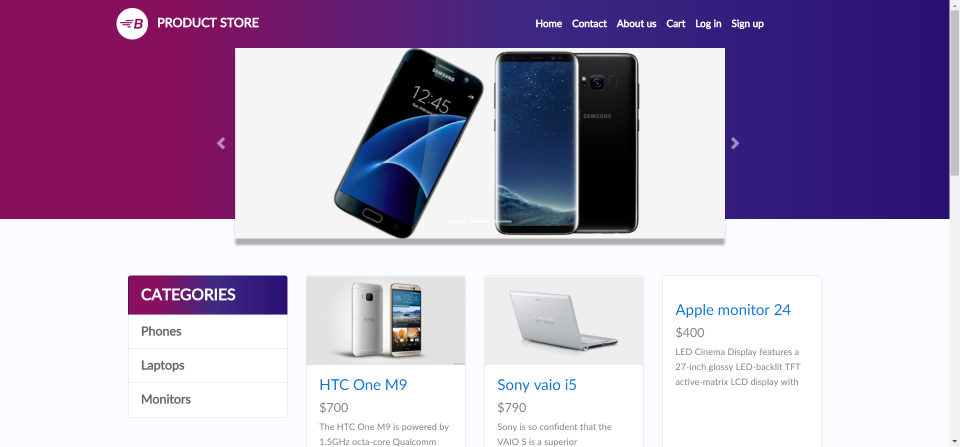 B PRODUCT STORE
Home Contact About us Cart Log in Sign up
SAMSUNG
12:45
SAMSUNG
CATEGORIES
Phones
Laptops
Monitors
HTC One M9
$700
The HTC One M9 is powered by
1.5GHz octa-core Qualcomm
VAIO
Sony vaio i5
$790
Sony is so confident that the
VAIO S is a superior
Apple monitor 24
$400
LED Cinema Display features a
27-inch glossy LED-backlit TFT
active-matrix LCD display with